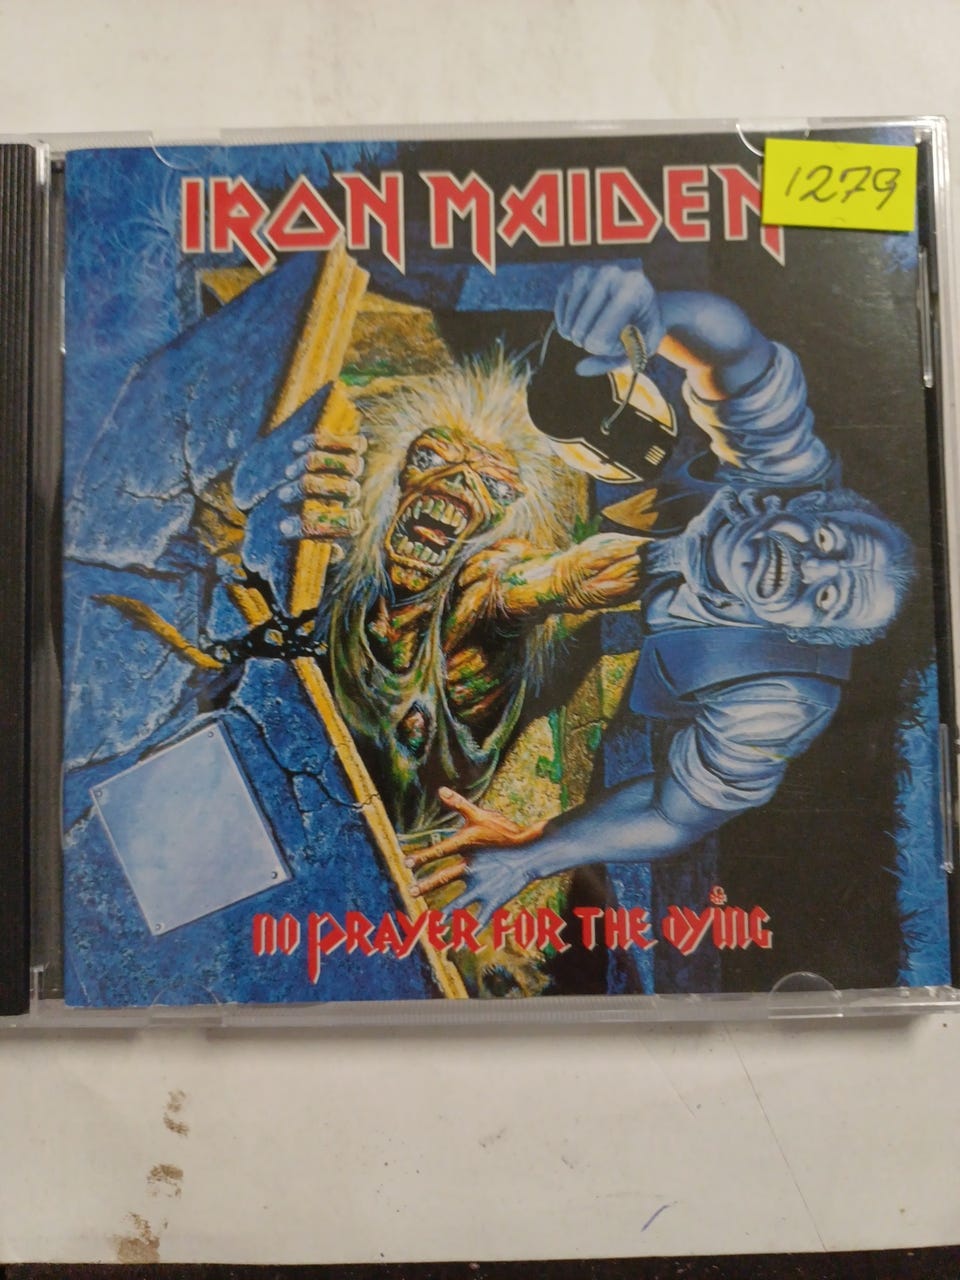 IRON MAIDEN
1279
NO PRAYER FOR THE DYING